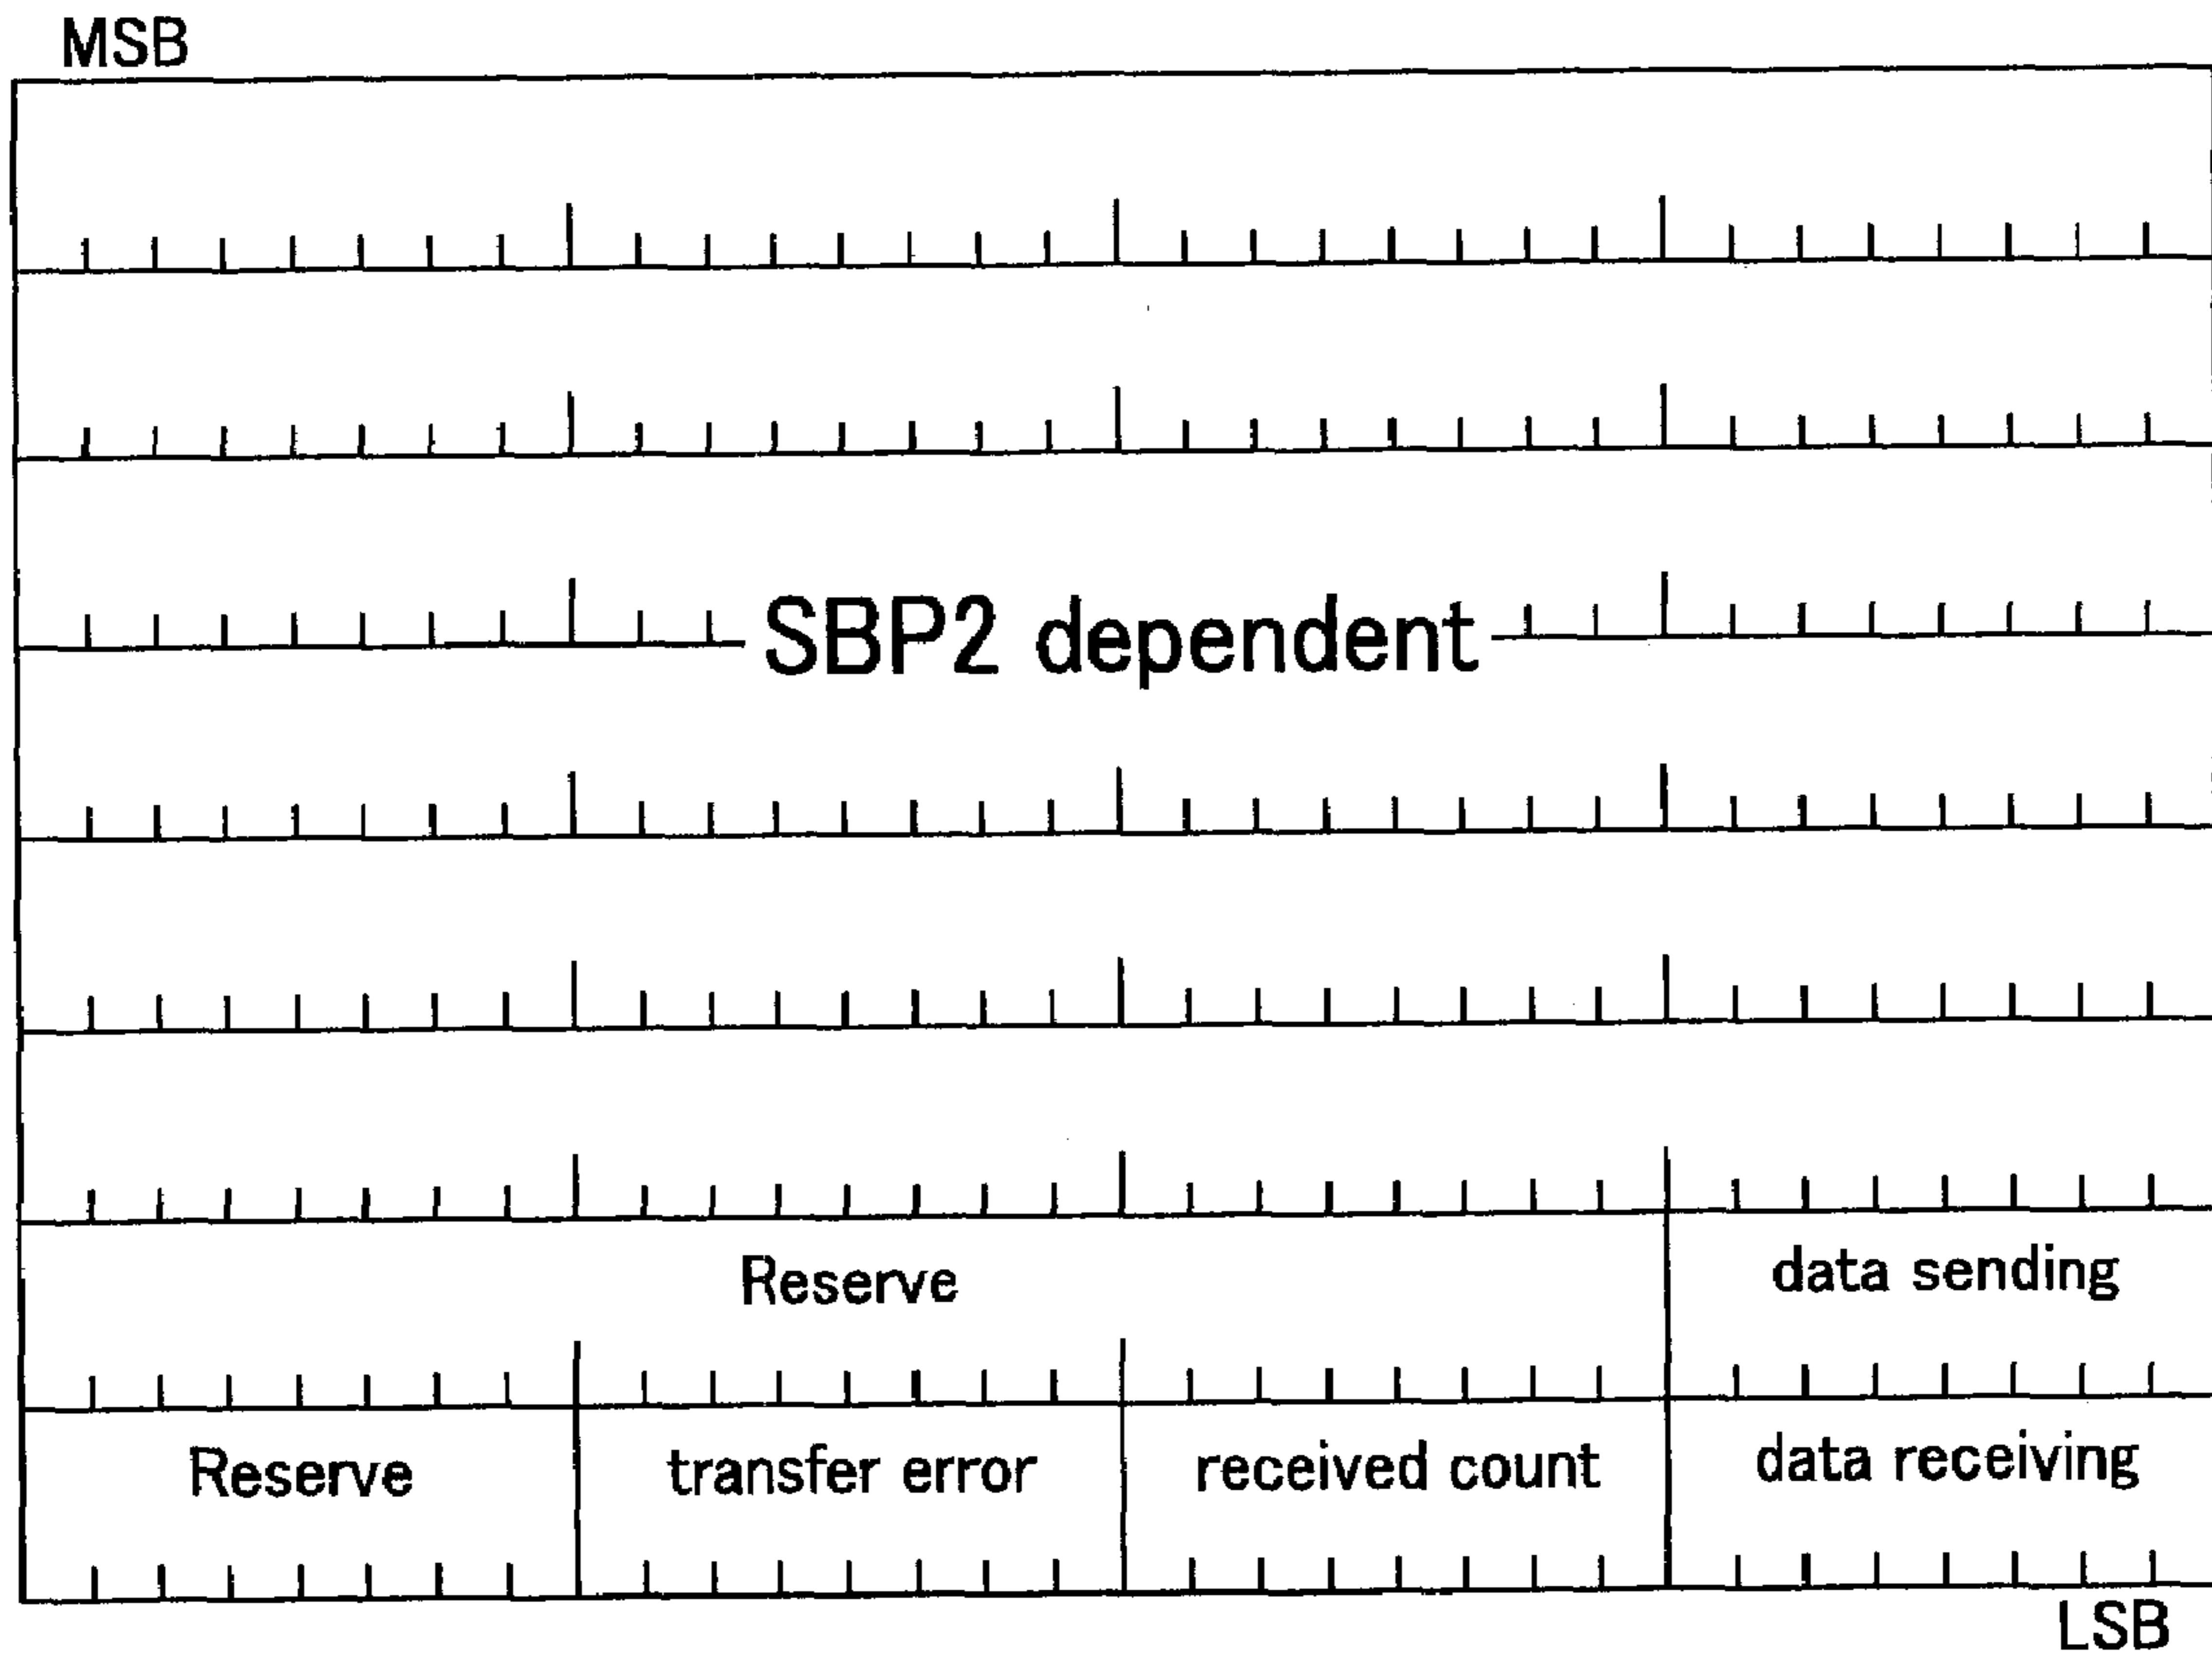 MSB
SBP2 dependent
Reserve data sending
Reserve transfer error received count data receiving
LSB